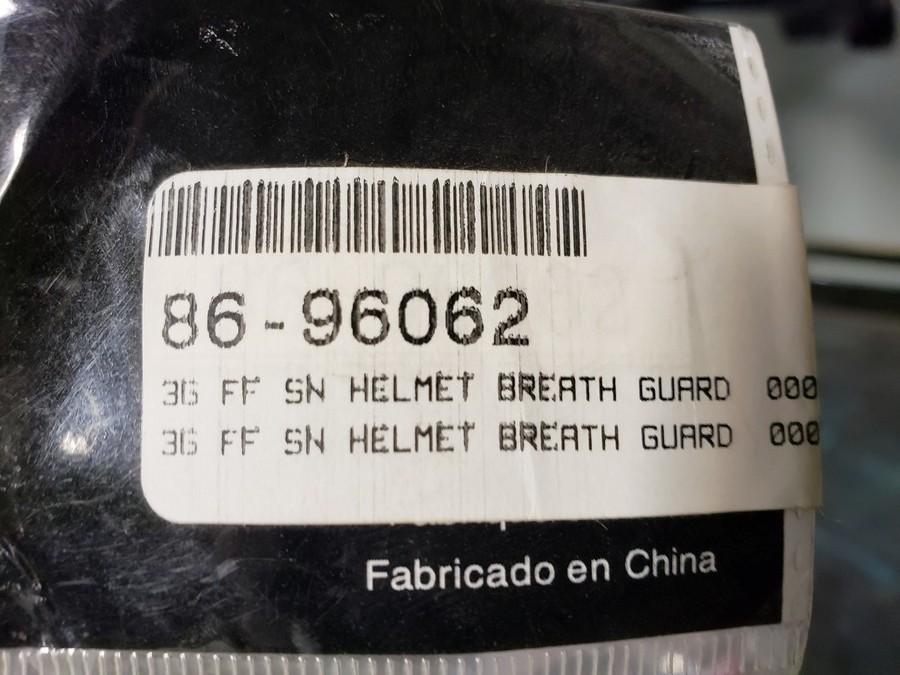 86-96062
3G FF SN HELMET BREATH GUARD 000
3G FF SN HELMET BREATH GUARD 000
Fabricado en China